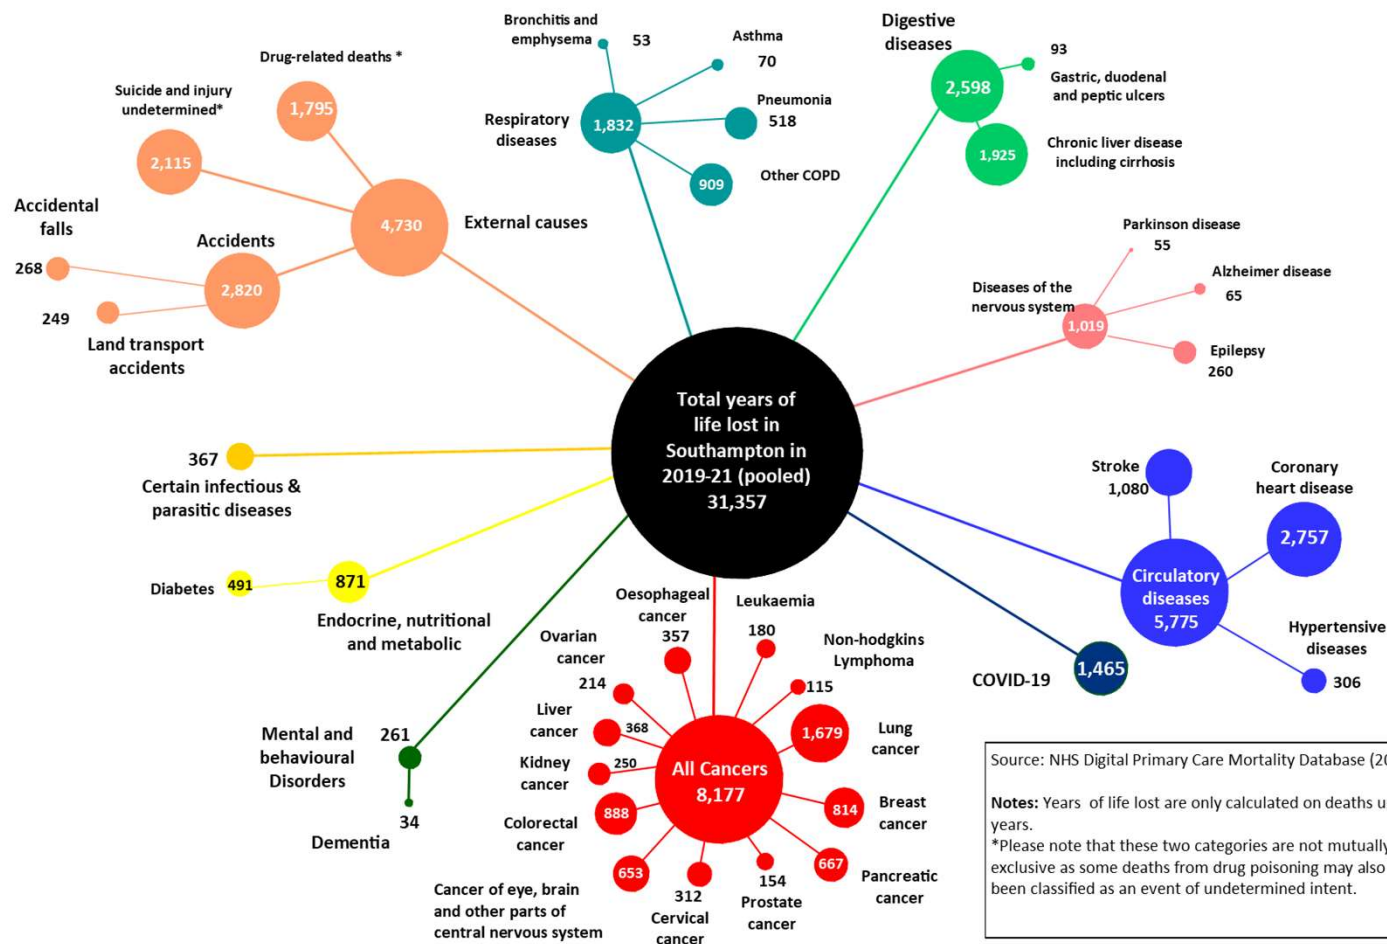 Bronchitis and
emphysema
53
Asthma
70
Pneumonia
518
Other COPD
909
Respiratory
diseases
1,832
Digestive
diseases
2,598
93
Gastric, duodenal
and peptic ulcers
Chronic liver disease
including cirrhosis
1,925
Drug-related deaths *
1,795
Suicide and injury
undetermined*
2,115
Accidental
falls
268
Accidents
2,820
249
Land transport
accidents
4,730
External causes
Parkinson disease
55
Alzheimer disease
65
Diseases of the
nervous system
1,019
Epilepsy
260
Total years of
life lost in
Southampton in
2019-21 (pooled)
31,357
367
Certain infectious &
parasitic diseases
Diabetes
491
871
Endocrine, nutritional
and metabolic
Mental and
behavioural
Disorders
261
34
Dementia
Stroke
1,080
Coronary
heart disease
2,757
Circulatory
diseases
5,775
Hypertensive
diseases
306
COVID-19
1,465
Oesophageal
cancer
357
Leukaemia
180
Non-hodgkins
Lymphoma
115
Ovarian
cancer
214
Liver
cancer
368
Kidney
cancer
250
Colorectal
cancer
888
Cancer of eye, brain
and other parts of
central nervous system
653
312
Cervical
cancer
154
Prostate
cancer
667
Pancreatic
cancer
814
Breast
cancer
1,679
Lung
cancer
All Cancers
8,177
Source: NHS Digital Primary Care Mortality Database (20
Notes: Years of life lost are only calculated on deaths u
years.
*Please note that these two categories are not mutually
exclusive as some deaths from drug poisoning may also
been classified as an event of undetermined intent.